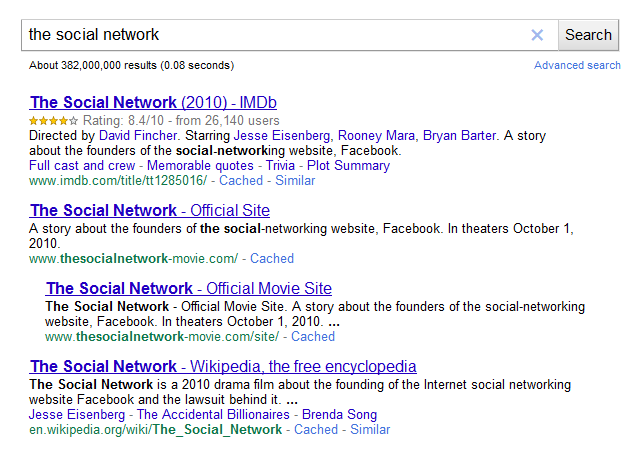 the social network
Search
About 382,000,000 results (0.08 seconds)
Advanced search
The Social Network (2010) - IMDb
Rating: 8.4/10 - from 26,140 users
Directed by David Fincher. Starring Jesse Eisenberg, Rooney Mara, Bryan Barter. A story
about the founders of the social-networking website, Facebook.
Full cast and crew - Memorable quotes - Trivia - Plot Summary
www.imdb.com/title/tt1285016/ - Cached - Similar
The Social Network - Official Site
A story about the founders of the social-networking website, Facebook. In theaters October 1,
2010.
www.thesocialnetwork-movie.com/ - Cached
The Social Network - Official Movie Site
The Social Network - Official Movie Site. A story about the founders of the social-networking
website, Facebook. In theaters October 1, 2010. ...
www.thesocialnetwork-movie.com/site/ - Cached
The Social Network - Wikipedia, the free encyclopedia
The Social Network is a 2010 drama film about the founding of the Internet social networking
website Facebook and the lawsuit behind it. ...
Jesse Eisenberg - The Accidental Billionaires - Brenda Song
en.wikipedia.org/wiki/The_Social_Network - Cached - Similar